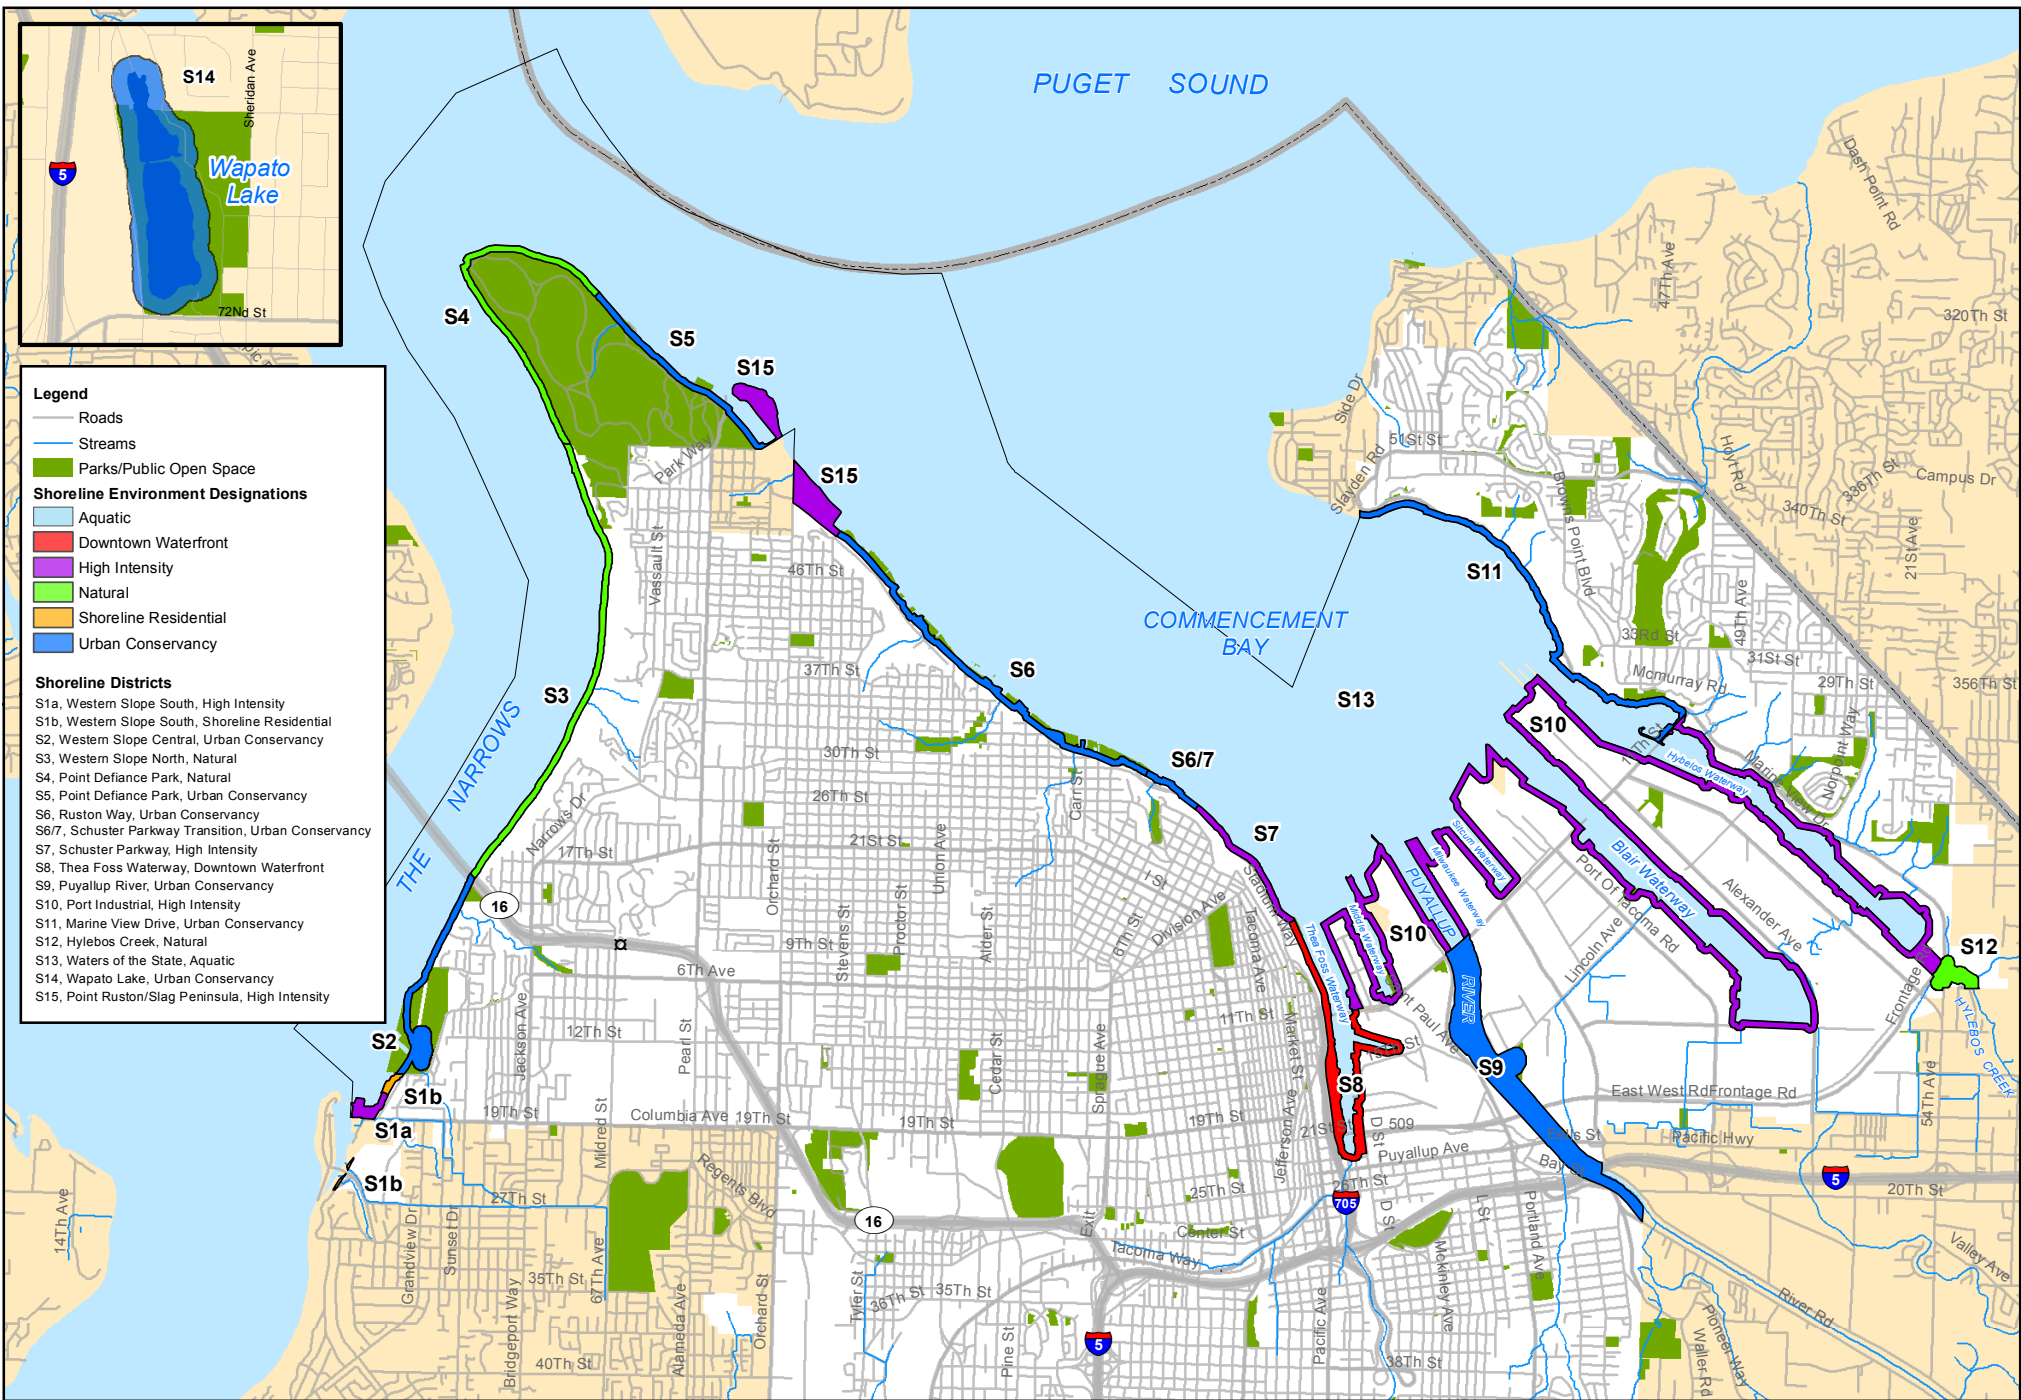 S14
Sheridan Ave
5
Wapato
Lake
72Nd St
PUGET SOUND
Legend
Roads
Streams
Parks/Public Open Space
Shoreline Environment Designations
Aquatic
Downtown Waterfront
High Intensity
Natural
Shoreline Residential
Urban Conservancy
Shoreline Districts
S1a, Western Slope South, High Intensity
S1b, Western Slope South, Shoreline Residential
S2, Western Slope Central, Urban Conservancy
S3, Western Slope North, Natural
S4, Point Defiance Park, Natural
S5, Point Defiance Park, Urban Conservancy
S6, Ruston Way, Urban Conservancy
S6/7, Schuster Parkway Transition, Urban Conservancy
S7, Schuster Parkway, High Intensity
S8, Thea Foss Waterway, Downtown Waterfront
S9, Puyallup River, Urban Conservancy
S10, Port Industrial, High Intensity
S11, Marine View Drive, Urban Conservancy
S12, Hylebos Creek, Natural
S13, Waters of the State, Aquatic
S14, Wapato Lake, Urban Conservancy
S15, Point Ruston/Slag Peninsula, High Intensity
Dash Point Rd
47Th Ave
320Th St
S4
S5
S15
Side Dr
51St St
Slayden Rd
Browns Point Blvd
Hoyt Rd
336Th St
Campus Dr
340Th St
21St Ave
Park Way
S15
Vassault St
46Th St
S11
COMMENCEMENT
BAY
33Rd St
49Th Ave
31St St
Mcmurray Rd
29Th St
356Th St
37Th St
S6
S13
S3
THE NARROWS
30Th St
S6/7
S10
Hybelos Waterway
Marine View Dr
Norpoint Way
26Th St
Carr St
Narrows Dr
17Th St
21St St
Union Ave
Orchard St
S7
I St
Silcum Waterway
Milwaukee Waterway
Blair Waterway
Port Of Tacoma Rd
Alexander Ave
16
Stevens St
Proctor St
Alder St
6Th St
Division Ave
Stadium Way
Tacoma Ave
Thea Foss Waterway
Middle Waterway
PUYALLUP
RIVER
S10
Lincoln Ave
S12
9Th St
6Th Ave
Frontage
HYLEBOS CREEK
Jackson Ave
12Th St
Pearl St
Cedar St
Sprague Ave
11Th St
Market St
Saint Paul Ave
15Th St
S2
S9
S8
East West Rd
Frontage Rd
54Th Ave
S1b
S1a
19Th St
Mildred St
Columbia Ave
19Th St
19Th St
19Th St
Jefferson Ave
21St St
D St
509
Puyallup Ave
Eells St
Pacific Hwy
Bay St
S1b
27Th St
Regents Blvd
25Th St
26Th St
705
5
20Th St
14Th Ave
Grandview Dr
Sunset Dr
16
Exit
Center St
Tacoma Way
D St
L St
Portland Ave
Mckinley Ave
Valley Ave
35Th St
67Th Ave
Bridgeport Way
Alameda Ave
Orchard St
Tyler St
36Th St
35Th St
Pine St
5
Pacific Ave
38Th St
River Rd
Pioneer Way
Waller Rd
40Th St